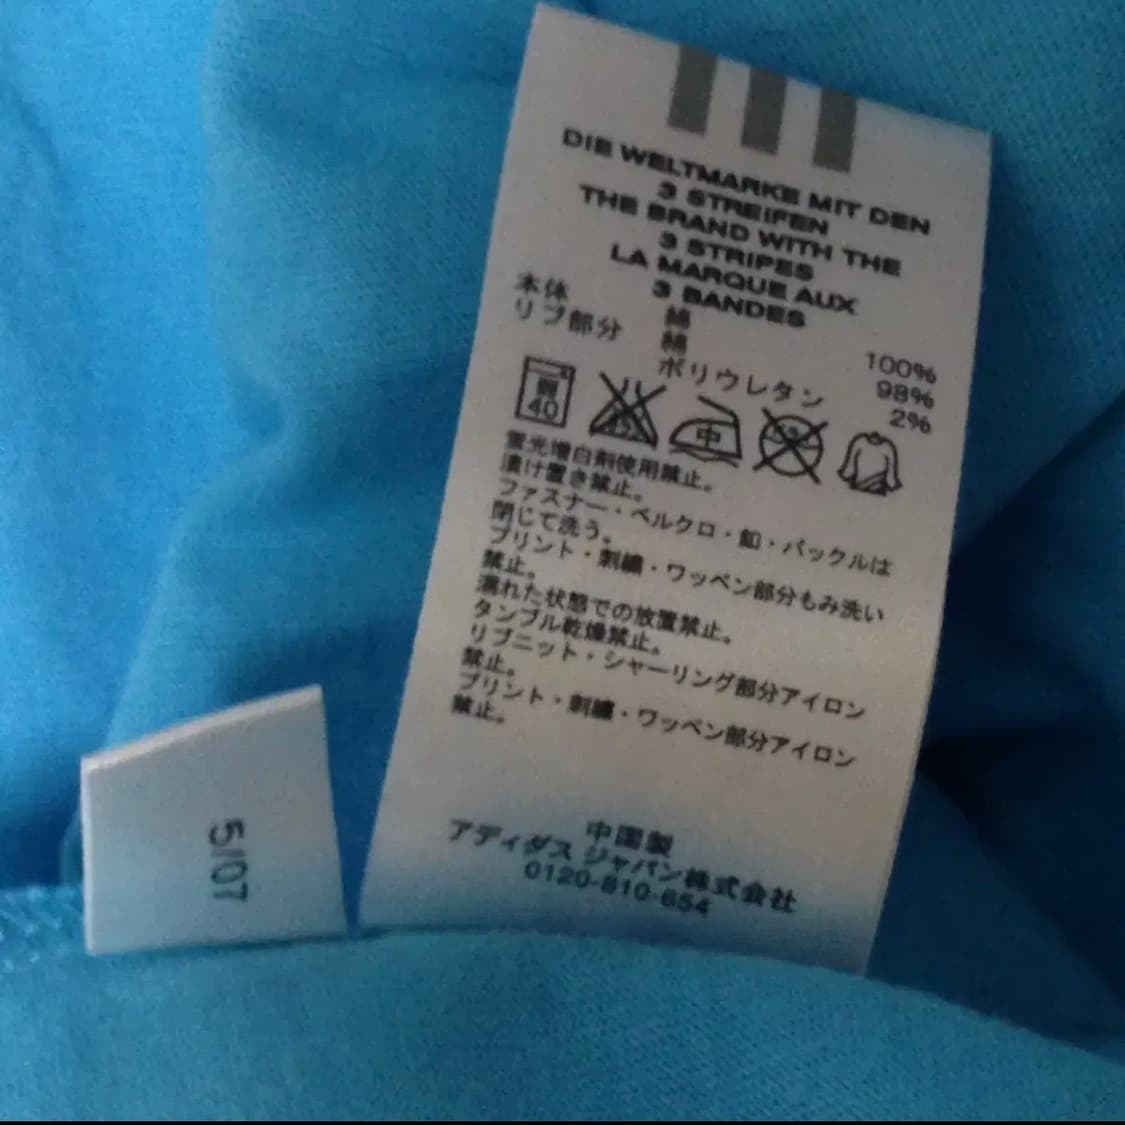 DIE WELTMARKE MIT DEN
3 STREIFEN
THE BRAND WITH THE
3 STRIPES
LA MARQUE AUX
3 BANDES
本体 綿 100%
リブ部分 綿 98%
ポリウレタン 2%
弱
40
中
蛍光増白剤使用禁止。
漬け置き禁止。
ファスナー・ベルクロ・釦・バックルは
閉じて洗う。
プリント・刺繍・ワッペン部分もみ洗い
禁止。
濡れた状態での放置禁止。
タンブル乾燥禁止。
リブニット・シャーリング部分アイロン
禁止。
プリント・刺繍・ワッペン部分アイロン
禁止。
中国製
アディダス ジャパン株式会社
0120-810-654
5/07